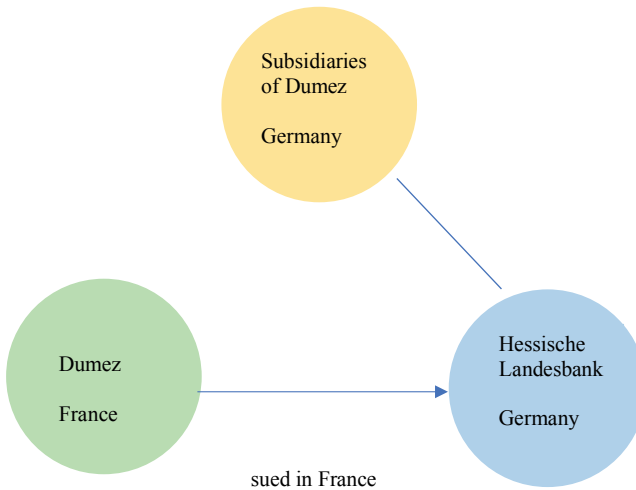 Subsidiaries
of Dumez
Germany
Dumez
France
Hessische
Landesbank
Germany
sued in France